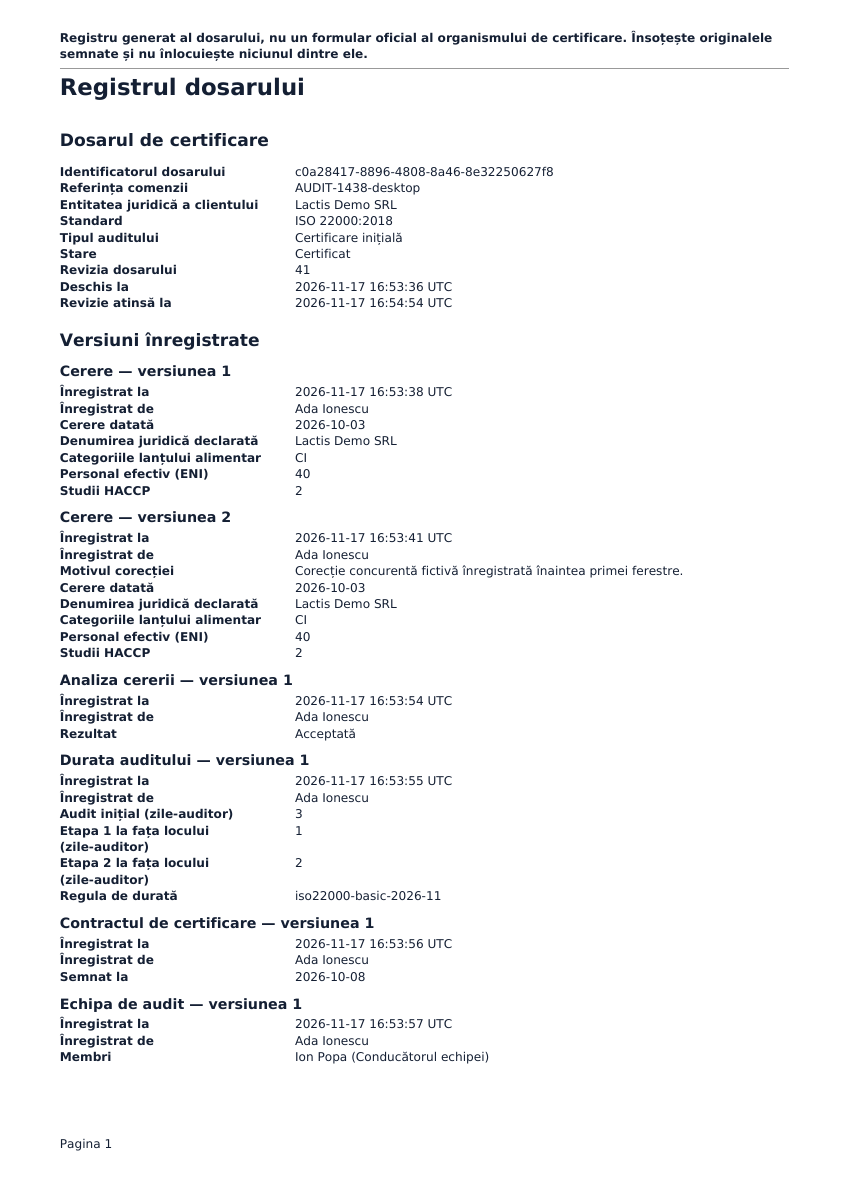 Registru generat al dosarului, nu un formular oficial al organismului de certificare. Însoțește originalele
semnate și nu înlocuiește niciunul dintre ele.
Registrul dosarului
Dosarul de certificare
Identificatorul dosarului c0a28417-8896-4808-8a46-8e32250627f8
Referința comenzii AUDIT-1438-desktop
Entitatea juridică a clientului Lactis Demo SRL
Standard ISO 22000:2018
Tipul auditului Certificare inițială
Stare Certificat
Revizia dosarului 41
Deschis la 2026-11-17 16:53:36 UTC
Revizie atinsă la 2026-11-17 16:54:54 UTC
Versiuni înregistrate
Cerere — versiunea 1
Înregistrat la 2026-11-17 16:53:38 UTC
Înregistrat de Ada Ionescu
Cerere datată 2026-10-03
Denumirea juridică declarată Lactis Demo SRL
Categoriile lanțului alimentar CI
Personal efectiv (ENI) 40
Studii HACCP 2
Cerere — versiunea 2
Înregistrat la 2026-11-17 16:53:41 UTC
Înregistrat de Ada Ionescu
Motivul corecției Corecție concurentă fictivă înregistrată înaintea primei ferestre.
Cerere datată 2026-10-03
Denumirea juridică declarată Lactis Demo SRL
Categoriile lanțului alimentar CI
Personal efectiv (ENI) 40
Studii HACCP 2
Analiza cererii — versiunea 1
Înregistrat la 2026-11-17 16:53:54 UTC
Înregistrat de Ada Ionescu
Rezultat Acceptată
Durata auditului — versiunea 1
Înregistrat la 2026-11-17 16:53:55 UTC
Înregistrat de Ada Ionescu
Audit inițial (zile-auditor) 3
Etapa 1 la fața locului 1
(zile-auditor)
Etapa 2 la fața locului 2
(zile-auditor)
Regula de durată iso22000-basic-2026-11
Contractul de certificare — versiunea 1
Înregistrat la 2026-11-17 16:53:56 UTC
Înregistrat de Ada Ionescu
Semnat la 2026-10-08
Echipa de audit — versiunea 1
Înregistrat la 2026-11-17 16:53:57 UTC
Înregistrat de Ada Ionescu
Membri Ion Popa (Conducătorul echipei)
Pagina 1